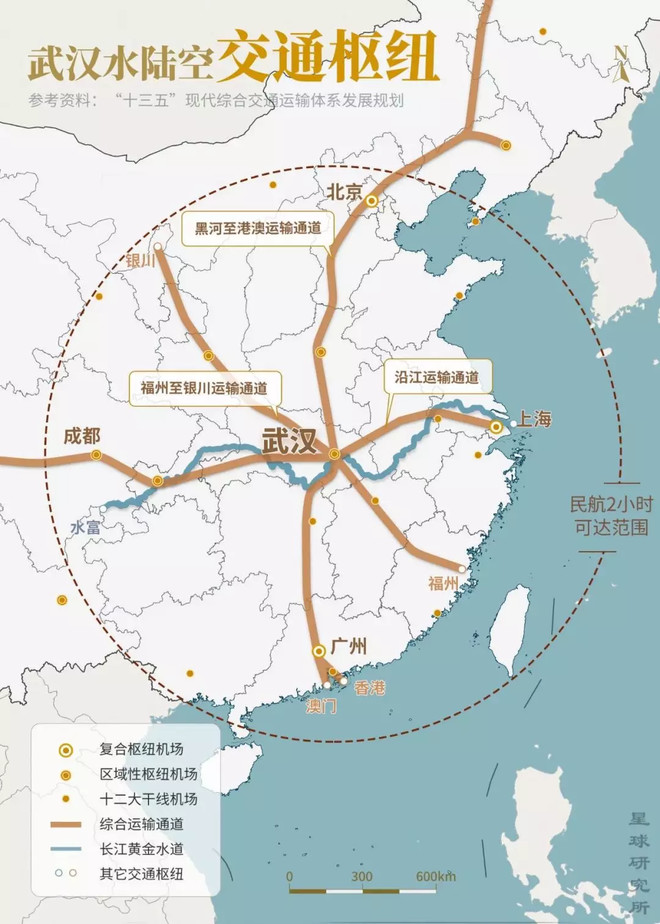 武汉水陆空交通枢纽
参考资料：“十三五”现代综合交通运输体系发展规划
N
北京
黑河至港澳运输通道
银川
福州至银川运输通道
沿江运输通道
上海
成都
武汉
民航2小时
可达范围
水富
福州
广州
香港
澳门
复合枢纽机场
区域性枢纽机场
十二大干线机场
综合运输通道
长江黄金水道
其它交通枢纽
0 300 600km
星球研究所